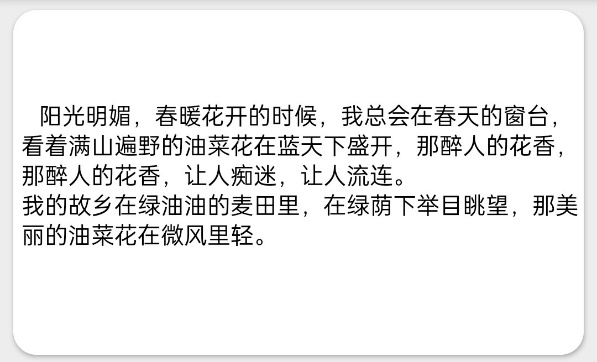 阳光明媚，春暖花开的时候，我总会在春天的窗台，
看着满山遍野的油菜花在蓝天下盛开，那醉人的花香，
那醉人的花香，让人痴迷，让人流连。
我的故乡在绿油油的麦田里，在绿荫下举目眺望，那美
丽的油菜花在微风里轻。